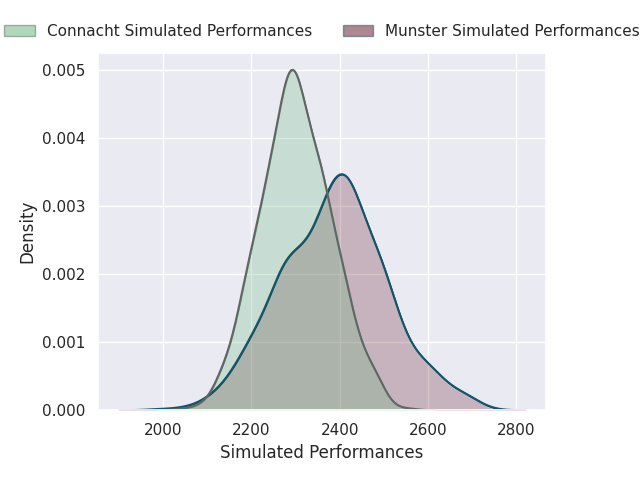 Connacht Simulated Performances
Munster Simulated Performances
0.005
0.004
0.003
0.002
0.001
0.000
Density
2000 2200 2400 2600 2800
Simulated Performances